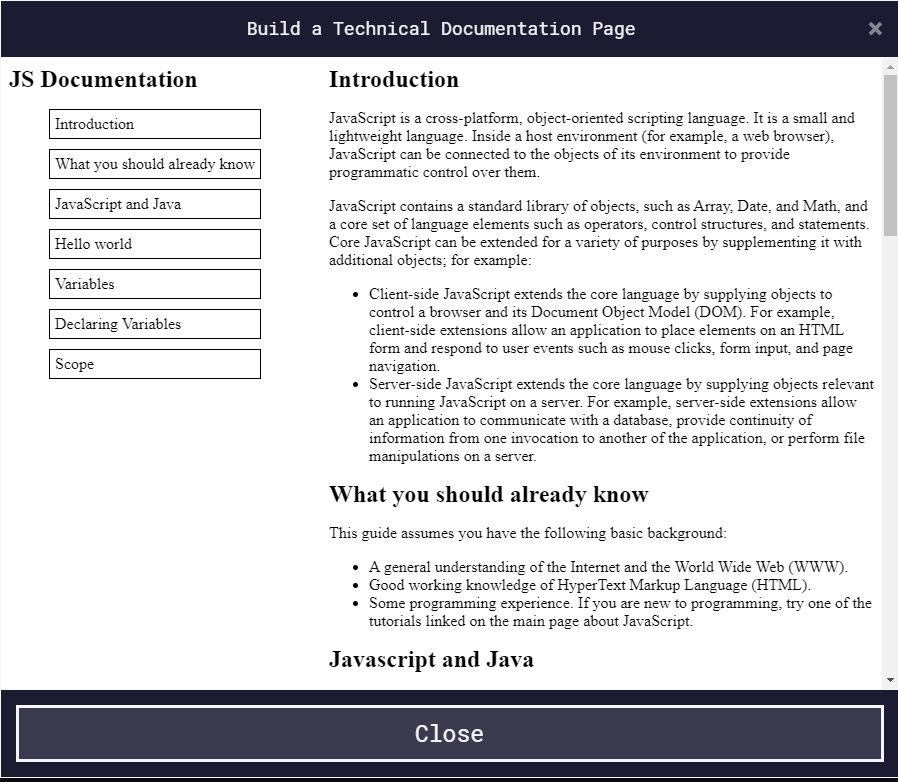 Build a Technical Documentation Page
×
JS Documentation
Introduction
What you should already know
JavaScript and Java
Hello world
Variables
Declaring Variables
Scope
Introduction
JavaScript is a cross-platform, object-oriented scripting language. It is a small and
lightweight language. Inside a host environment (for example, a web browser),
JavaScript can be connected to the objects of its environment to provide
programmatic control over them.
JavaScript contains a standard library of objects, such as Array, Date, and Math, and
a core set of language elements such as operators, control structures, and statements.
Core JavaScript can be extended for a variety of purposes by supplementing it with
additional objects; for example:
• Client-side JavaScript extends the core language by supplying objects to
control a browser and its Document Object Model (DOM). For example,
client-side extensions allow an application to place elements on an HTML
form and respond to user events such as mouse clicks, form input, and page
navigation.
• Server-side JavaScript extends the core language by supplying objects relevant
to running JavaScript on a server. For example, server-side extensions allow
an application to communicate with a database, provide continuity of
information from one invocation to another of the application, or perform file
manipulations on a server.
What you should already know
This guide assumes you have the following basic background:
• A general understanding of the Internet and the World Wide Web (WWW).
• Good working knowledge of HyperText Markup Language (HTML).
• Some programming experience. If you are new to programming, try one of the
tutorials linked on the main page about JavaScript.
Javascript and Java
Close